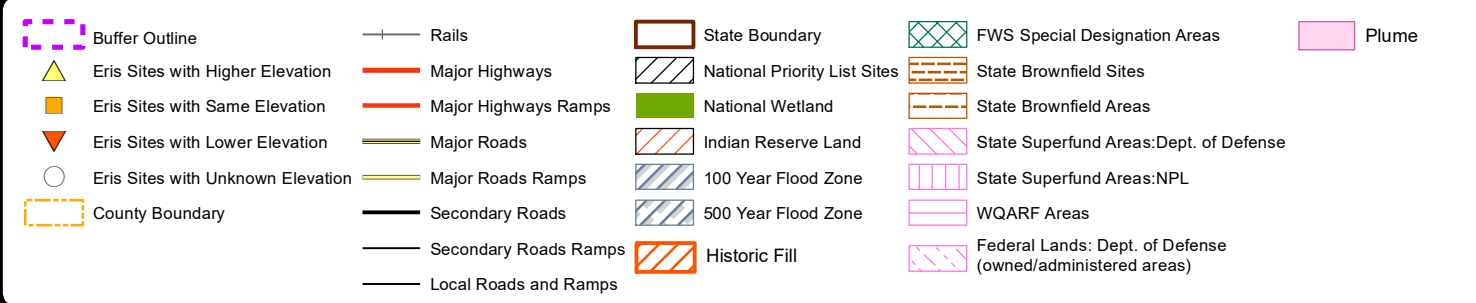 Buffer Outline
Eris Sites with Higher Elevation
Eris Sites with Same Elevation
Eris Sites with Lower Elevation
Eris Sites with Unknown Elevation
County Boundary
Rails
Major Highways
Major Highways Ramps
Major Roads
Major Roads Ramps
Secondary Roads
Secondary Roads Ramps
Local Roads and Ramps
State Boundary
National Priority List Sites
National Wetland
Indian Reserve Land
100 Year Flood Zone
500 Year Flood Zone
Historic Fill
FWS Special Designation Areas
State Brownfield Sites
State Brownfield Areas
State Superfund Areas:Dept. of Defense
State Superfund Areas:NPL
WQARF Areas
Federal Lands: Dept. of Defense
(owned/administered areas)
Plume